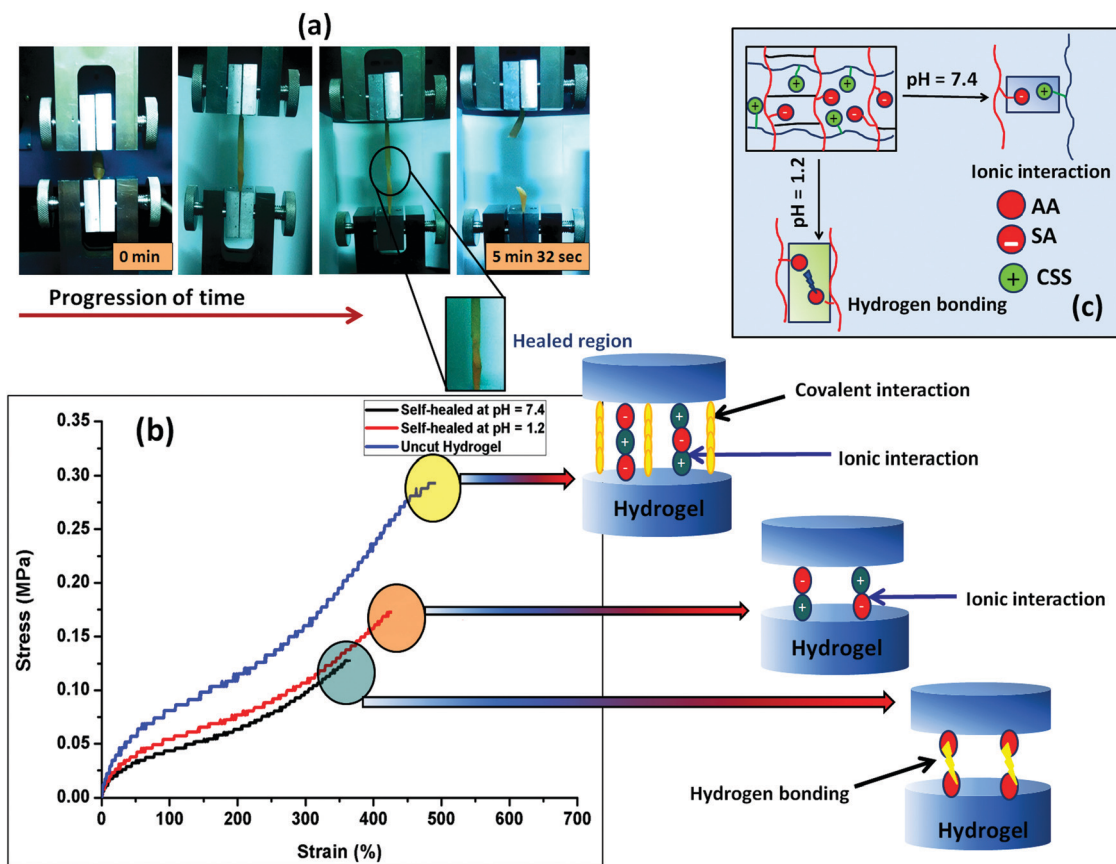 (a)
0 min
5 min 32 sec
Progression of time
Healed region
pH = 7.4
pH = 1.2
Ionic interaction
AA
SA
CSS
Hydrogen bonding
(c)
-
+
(b)
Self-healed at pH = 7.4
Self-healed at pH = 1.2
Uncut Hydrogel
Stress (MPa)
0.35
0.30
0.25
0.20
0.15
0.10
0.05
0.00
0 100 200 300 400 500 600 700
Strain (%)
Covalent interaction
Ionic interaction
Hydrogel
Ionic interaction
Hydrogel
Hydrogen bonding
Hydrogel